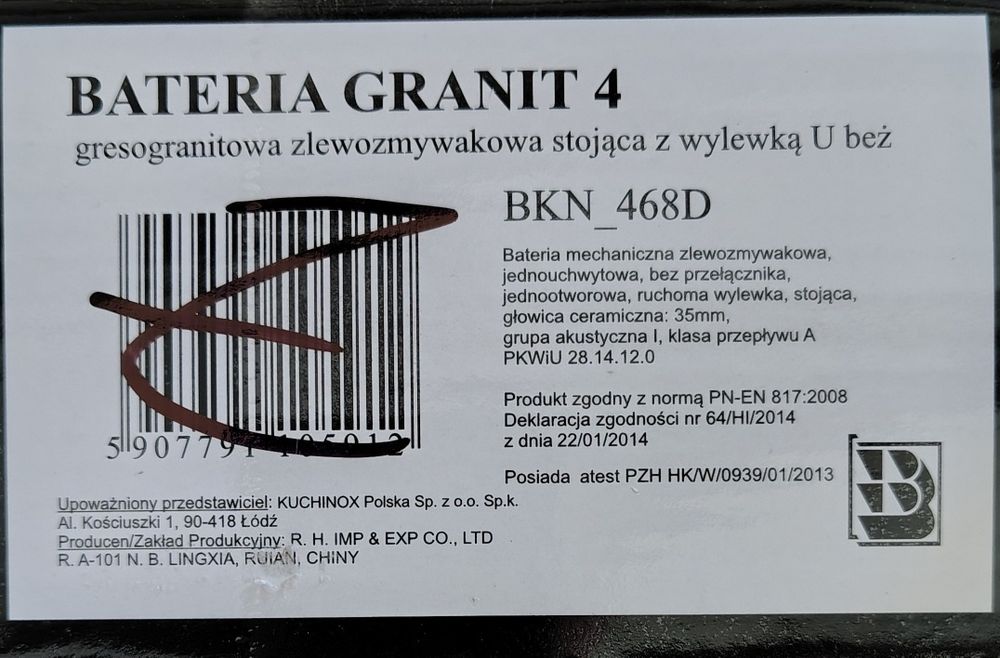 BATERIA GRANIT 4
gresogranitowa zlewozmywakowa stojąca z wylewką U beż
BKN_468D
Bateria mechaniczna zlewozmywakowa,
jednouchwytowa, bez przełącznika,
jednootworowa, ruchoma wylewka, stojąca,
głowica ceramiczna: 35mm,
grupa akustyczna I, klasa przepływu A
PKWiU 28.14.12.0
Produkt zgodny z normą PN-EN 817:2008
Deklaracja zgodności nr 64/HI/2014
z dnia 22/01/2014
Posiada atest PZH HK/W/0939/01/2013
B
5 907791 105912
Upoważniony przedstawiciel: KUCHINOX Polska Sp. z o.o. Sp.k.
Al. Kościuszki 1, 90-418 Łódź
Producen/Zakład Produkcyjny: R. H. IMP & EXP CO., LTD
R. A-101 N. B. LINGXIA, RUIAN, CHINY